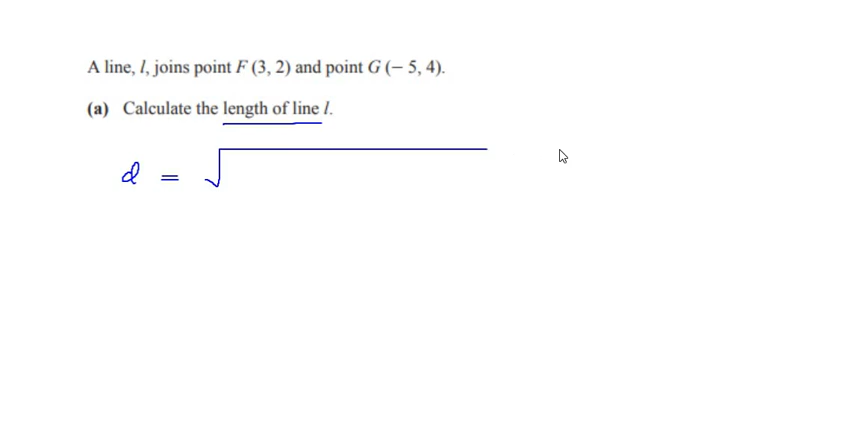 A line, l, joins point F (3, 2) and point G (− 5, 4).
(a) Calculate the length of line l.
d = √